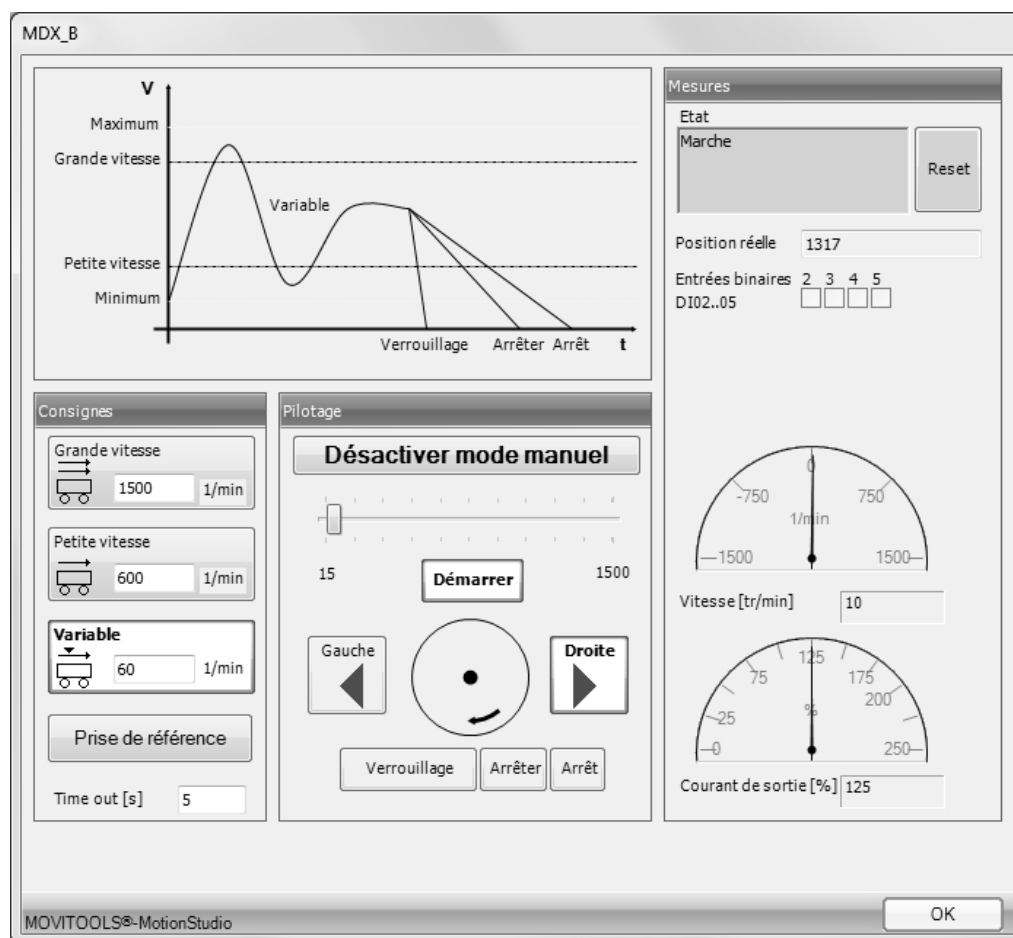 MDX_B
V
Maximum
Grande vitesse
Variable
Petite vitesse
Minimum
Verrouillage Arrêter Arrêt t
Consignes
Grande vitesse
1500 1/min
Petite vitesse
600 1/min
Variable
60 1/min
Prise de référence
Time out [s] 5
Pilotage
Désactiver mode manuel
15 1500
Démarrer
Gauche
Droite
Verrouillage Arrêter Arrêt
Mesures
Etat
Marche
Reset
Position réelle 1317
Entrées binaires 2 3 4 5
DI02..05
0
-750 750
1/min
-1500 1500
Vitesse [tr/min] 10
125
75 175
200
25 %
0 250
Courant de sortie [%] 125
OK
MOVITOOLS®-MotionStudio